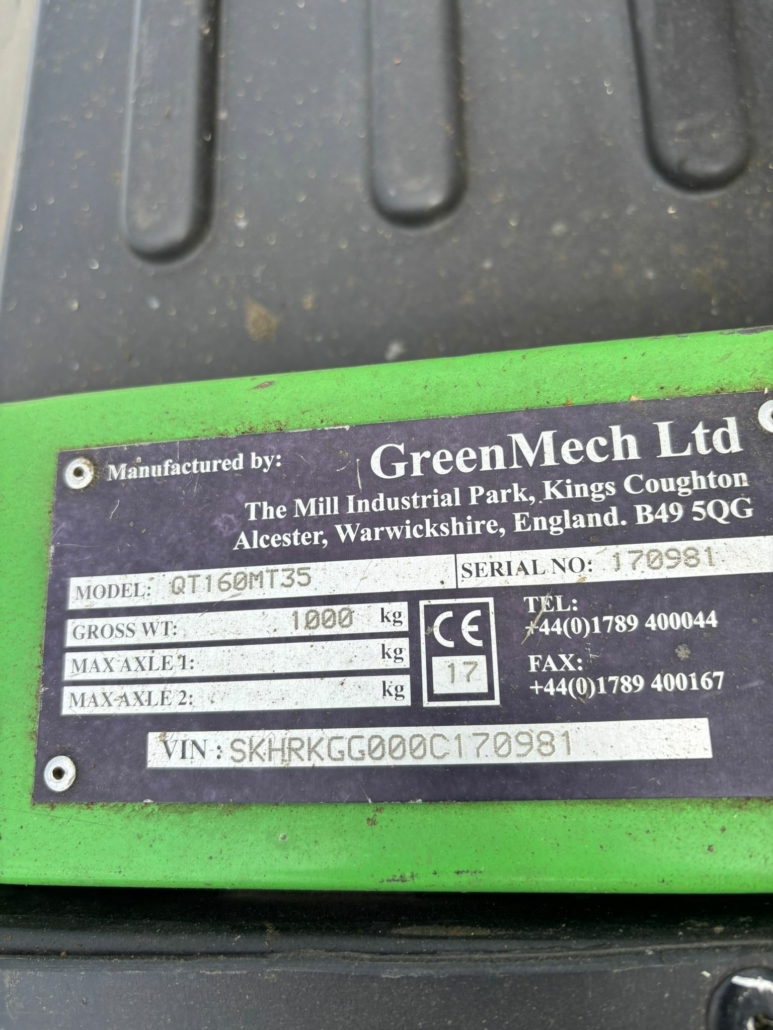 Manufactured by: GreenMech Ltd
The Mill Industrial Park, Kings Coughton
Alcester, Warwickshire, England. B49 5QG
MODEL: QT160MT35 SERIAL NO: 170981
GROSS WT: 1000 kg
MAX AXLE 1: kg
MAX AXLE 2: kg
CE
17
TEL:
+44(0)1789 400044
FAX:
+44(0)1789 400167
VIN : SKHRKGG000C170981